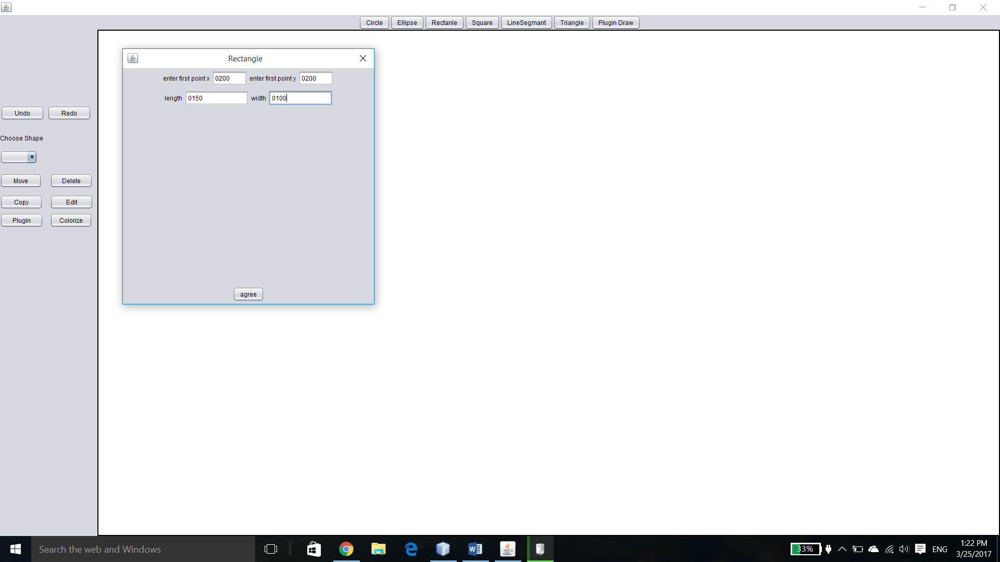 Circle Ellipse Rectanle Square LineSegmant Triangle Plugin Draw
Rectangle
enter first point x 0200 enter first point y 0200
length 0150 width 0100
agree
Undo Redo
Choose Shape
Move Delete
Copy Edit
Plugin Colorize
Search the web and Windows
33% ENG
1:22 PM
3/25/2017